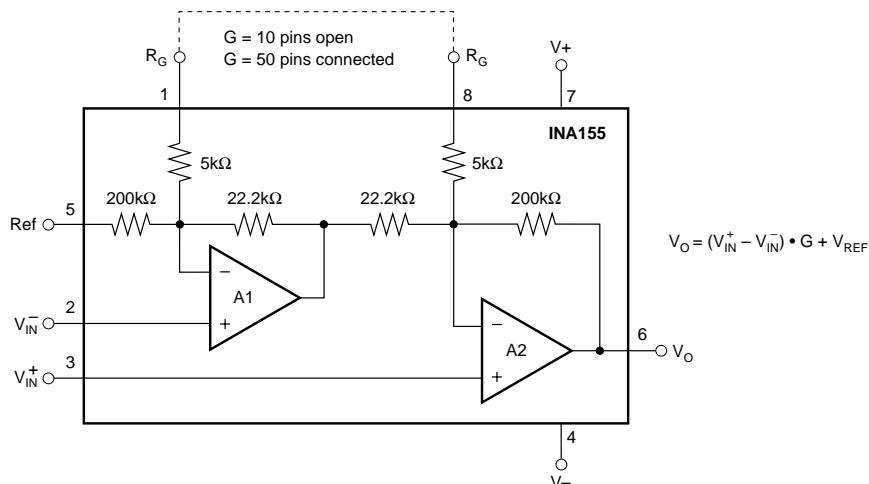 G = 10 pins open
G = 50 pins connected
R_G
R_G
V+
1
8
7
INA155
5kΩ
5kΩ
200kΩ
22.2kΩ
22.2kΩ
200kΩ
Ref
5
V_O = (V_IN^+ – V_IN^–) • G + V_REF
–
A1
+
2
V_IN^–
–
A2
+
6
V_O
3
V_IN^+
4
V–